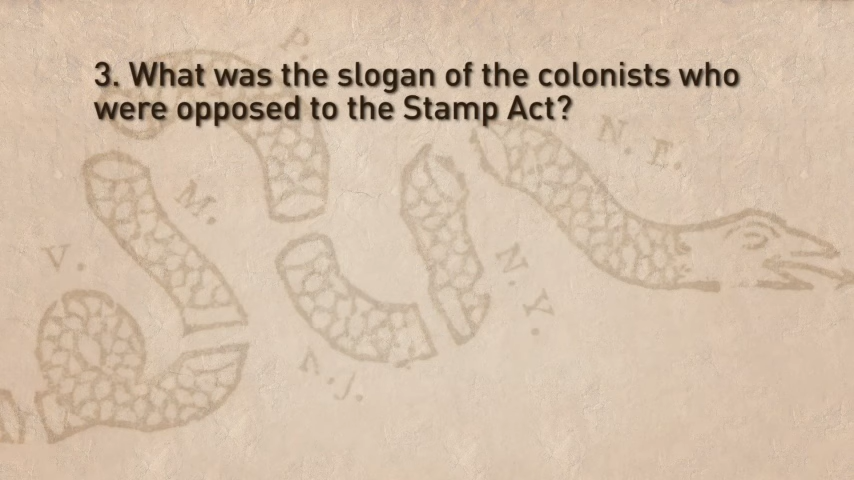 3. What was the slogan of the colonists who
were opposed to the Stamp Act?
P.
N. E.
M.
V.
N. Y.
N. J.